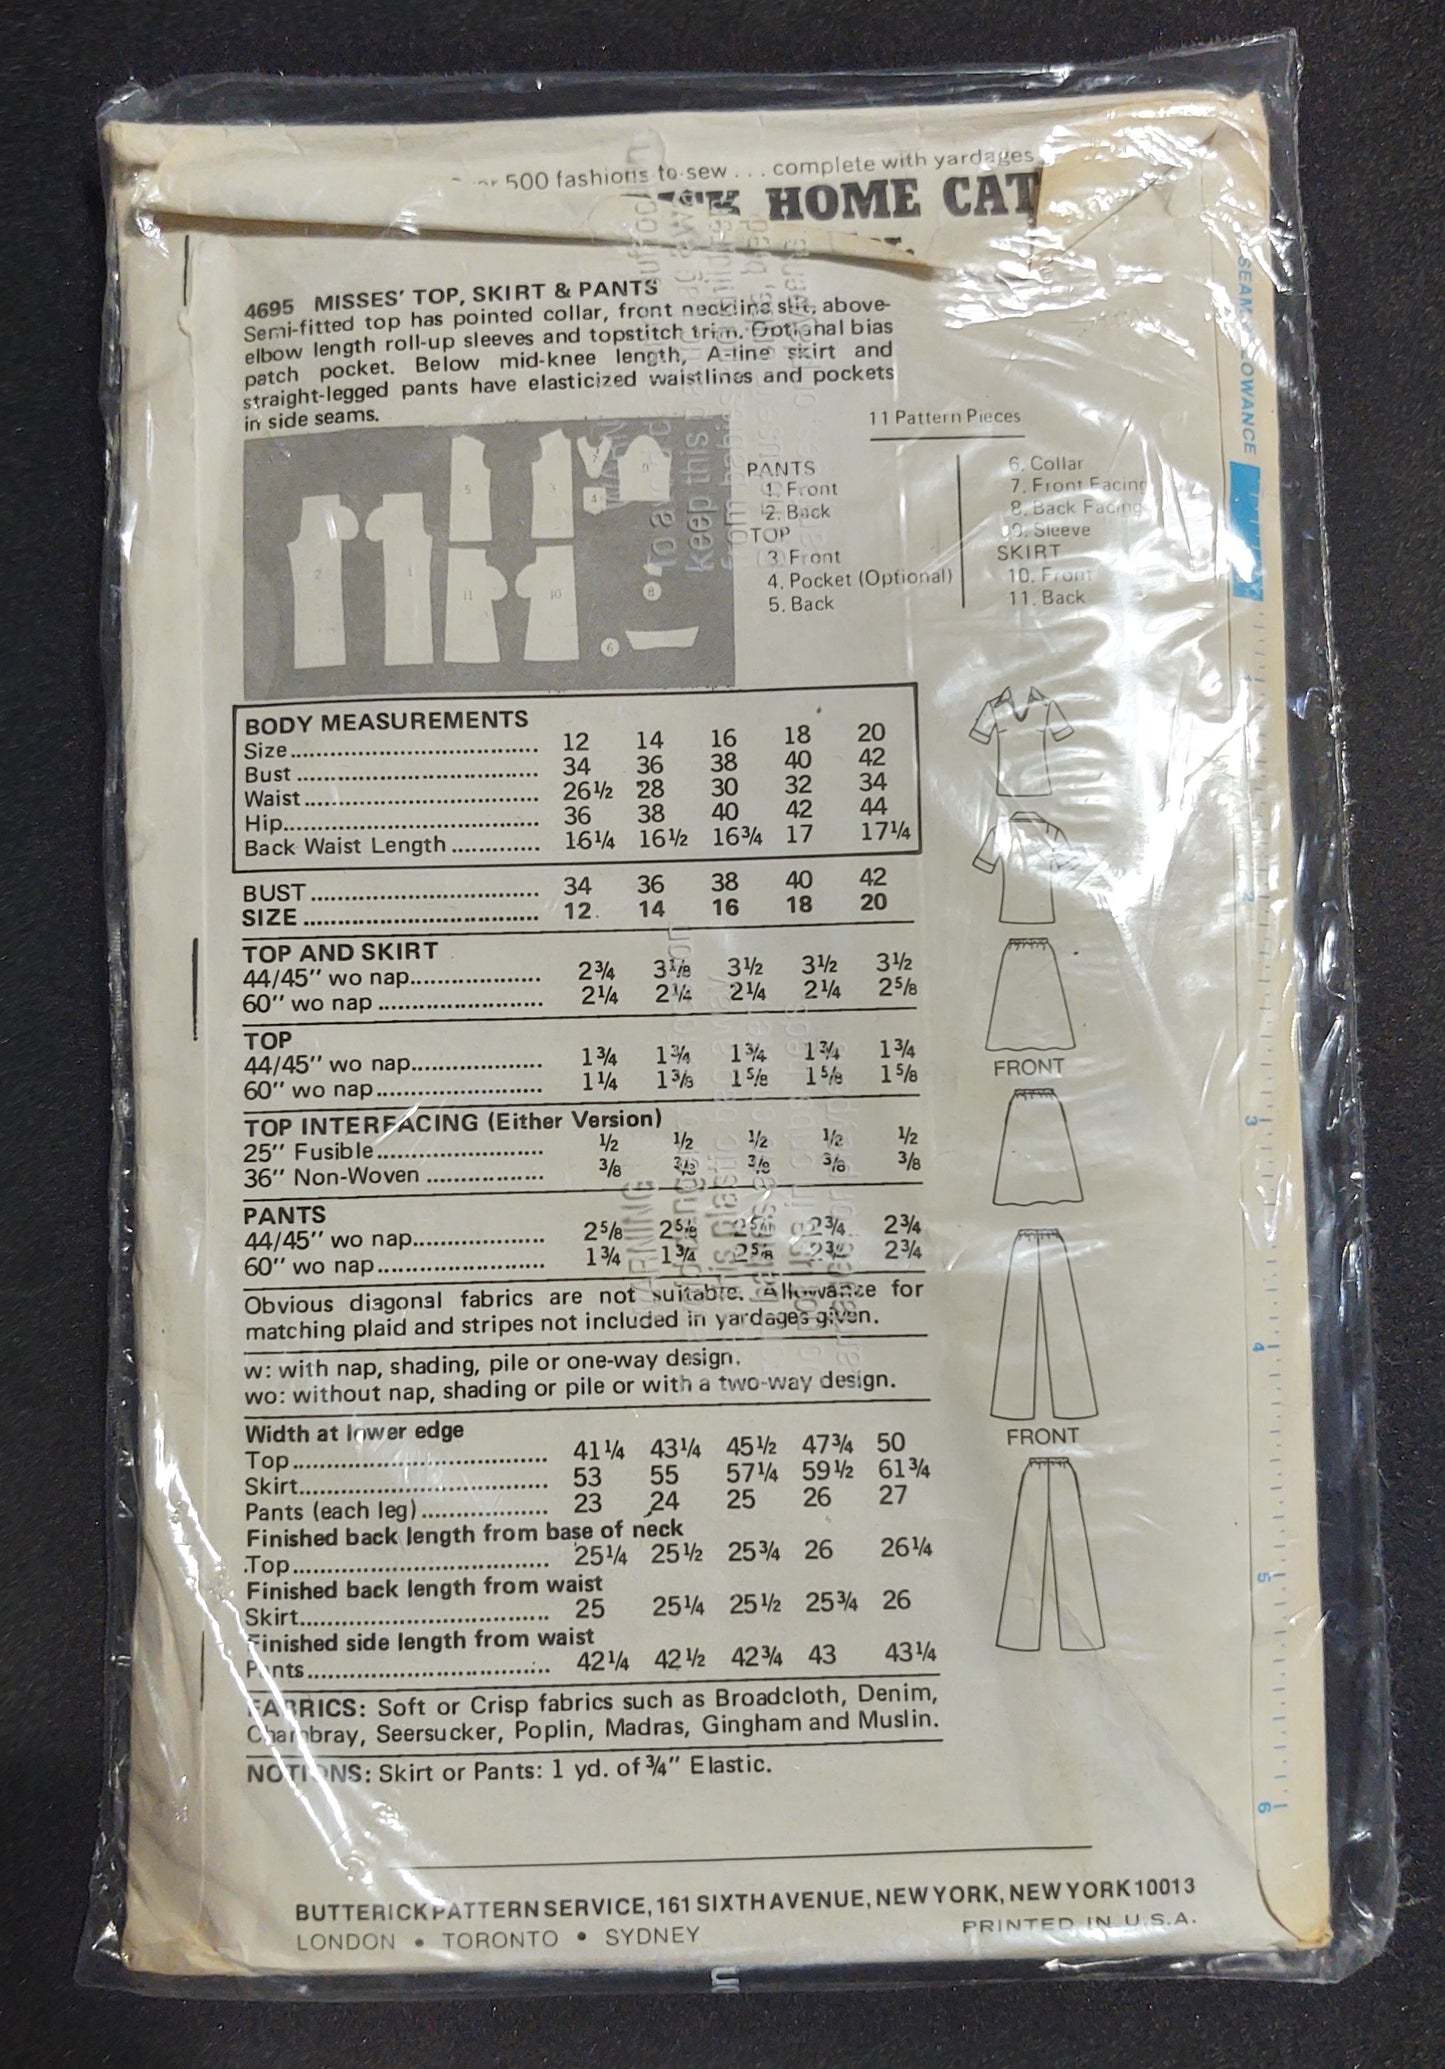 500 fashions to sew . . . complete with yardages
HOME CAT
4695 MISSES' TOP, SKIRT & PANTS
Semi-fitted top has pointed collar, front neckline slit, above-
elbow length roll-up sleeves and topstitch trim. Optional bias
patch pocket. Below mid-knee length, A-line skirt and
straight-legged pants have elasticized waistlines and pockets
in side seams.
11 Pattern Pieces
PANTS
1. Front
2. Back
TOP
3. Front
4. Pocket (Optional)
5. Back
6. Collar
7. Front Facing
8. Back Facing
9. Sleeve
SKIRT
10. Front
11. Back
5 3 7 9 4
2 1 11 10 8 6
BODY MEASUREMENTS
Size 12 14 16 18 20
Bust 34 36 38 40 42
Waist 26½ 28 30 32 34
Hip 36 38 40 42 44
Back Waist Length 16¼ 16½ 16¾ 17 17¼
BUST 34 36 38 40 42
SIZE 12 14 16 18 20
TOP AND SKIRT
44/45" wo nap 2¾ 3⅛ 3½ 3½ 3½
60" wo nap 2¼ 2¼ 2¼ 2¼ 2⅝
TOP
44/45" wo nap 1¾ 1¾ 1¾ 1¾ 1¾
60" wo nap 1¼ 1⅜ 1⅝ 1⅝ 1⅝
TOP INTERFACING (Either Version)
25" Fusible ½ ½ ½ ½ ½
36" Non-Woven ⅜ ⅜ ⅜ ⅜ ⅜
PANTS
44/45" wo nap 2⅝ 2⅝ 2⅝ 2¾ 2¾
60" wo nap 1¾ 1¾ 2⅝ 2¾ 2¾
Obvious diagonal fabrics are not suitable. Allowance for
matching plaid and stripes not included in yardages given.
w: with nap, shading, pile or one-way design.
wo: without nap, shading or pile or with a two-way design.
Width at lower edge
Top 41¼ 43¼ 45½ 47¾ 50
Skirt 53 55 57¼ 59½ 61¾
Pants (each leg) 23 24 25 26 27
Finished back length from base of neck
Top 25¼ 25½ 25¾ 26 26¼
Finished back length from waist
Skirt 25 25¼ 25½ 25¾ 26
Finished side length from waist
Pants 42¼ 42½ 42¾ 43 43¼
FABRICS: Soft or Crisp fabrics such as Broadcloth, Denim,
Chambray, Seersucker, Poplin, Madras, Gingham and Muslin.
NOTIONS: Skirt or Pants: 1 yd. of ¾" Elastic.
FRONT
FRONT
BUTTERICK PATTERN SERVICE, 161 SIXTH AVENUE, NEW YORK, NEW YORK 10013
LONDON • TORONTO • SYDNEY
PRINTED IN U.S.A.
SEAM ALLOWANCE
1
2
3
4
5
6
WARNING
keep this